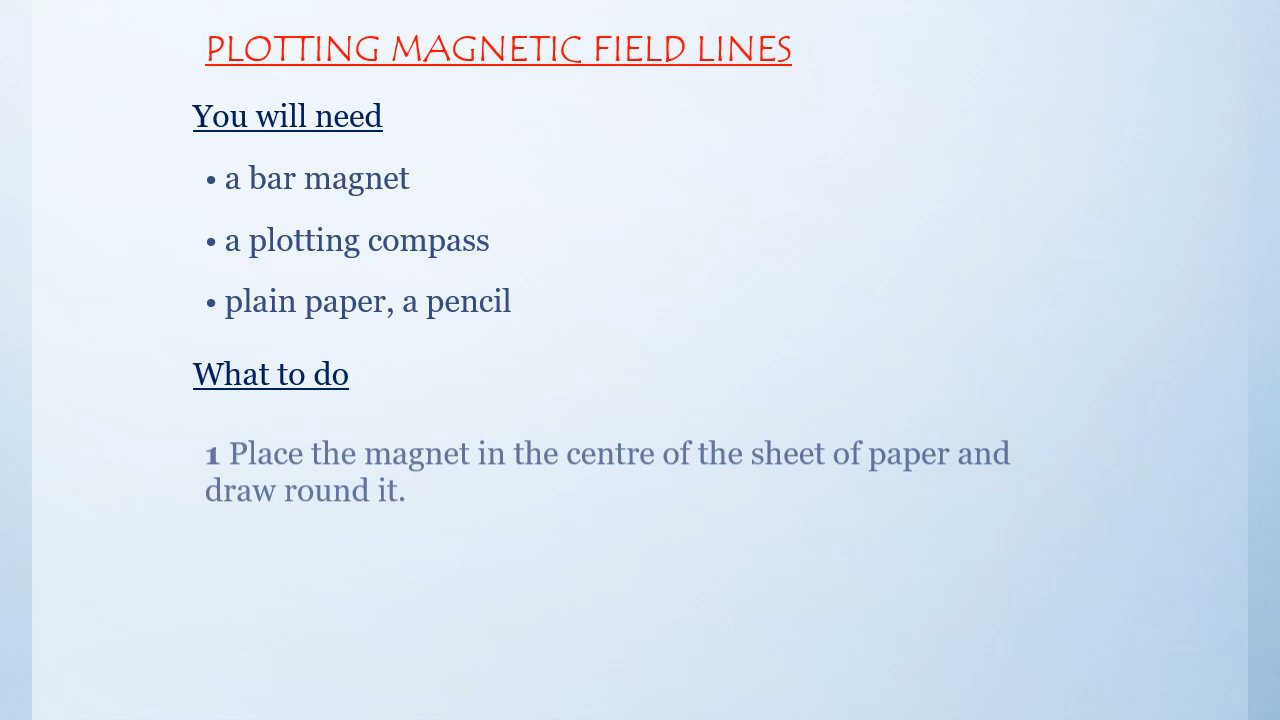 PLOTTING MAGNETIC FIELD LINES
You will need
• a bar magnet
• a plotting compass
• plain paper, a pencil
What to do
1 Place the magnet in the centre of the sheet of paper and
draw round it.